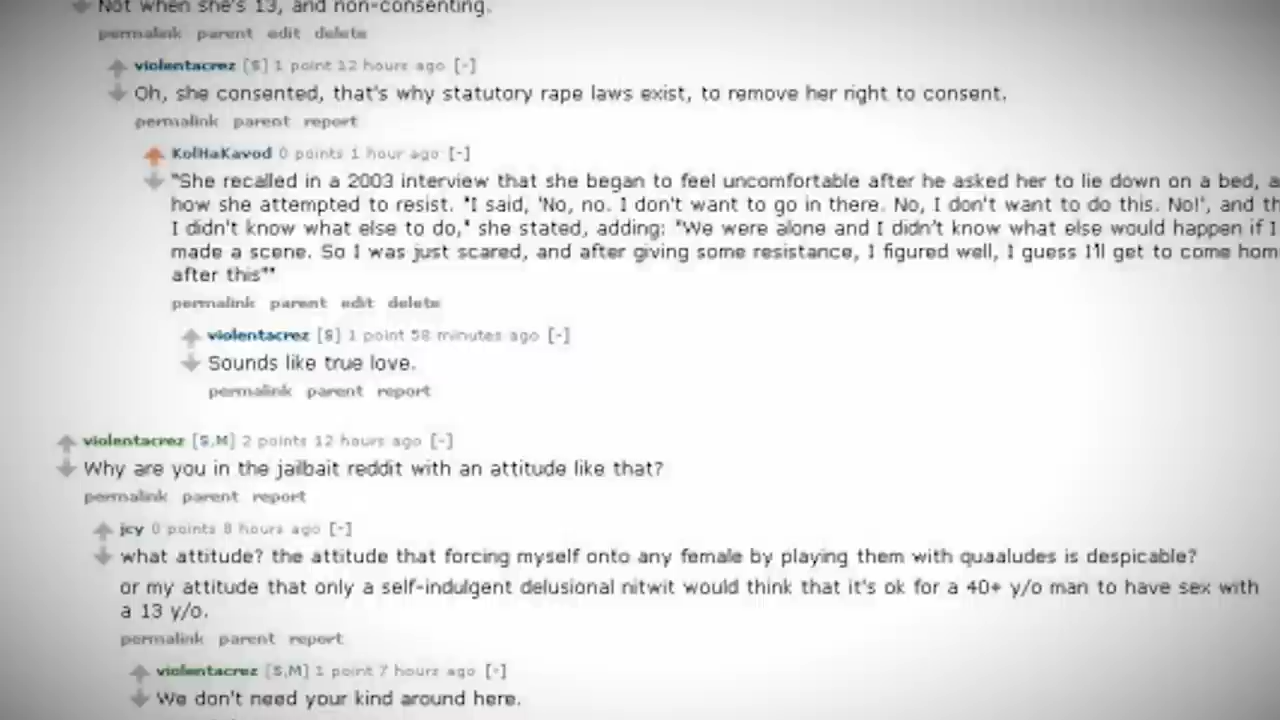 Not when she's 13, and non-consenting.
permalink parent edit delete
violentacrez [S] 1 point 12 hours ago [-]
Oh, she consented, that's why statutory rape laws exist, to remove her right to consent.
permalink parent report
KolHaKavod 0 points 1 hour ago [-]
"She recalled in a 2003 interview that she began to feel uncomfortable after he asked her to lie down on a bed, a
how she attempted to resist. "I said, 'No, no. I don't want to go in there. No, I don't want to do this. No!', and th
I didn't know what else to do," she stated, adding: "We were alone and I didn't know what else would happen if I
made a scene. So I was just scared, and after giving some resistance, I figured well, I guess I'll get to come hom
after this""
permalink parent edit delete
violentacrez [S] 1 point 58 minutes ago [-]
Sounds like true love.
permalink parent report
violentacrez [S,M] 2 points 12 hours ago [-]
Why are you in the jailbait reddit with an attitude like that?
permalink parent report
jcy 0 points 8 hours ago [-]
what attitude? the attitude that forcing myself onto any female by playing them with quaaludes is despicable?
or my attitude that only a self-indulgent delusional nitwit would think that it's ok for a 40+ y/o man to have sex with
a 13 y/o.
permalink parent report
violentacrez [S,M] 1 point 7 hours ago [-]
We don't need your kind around here.